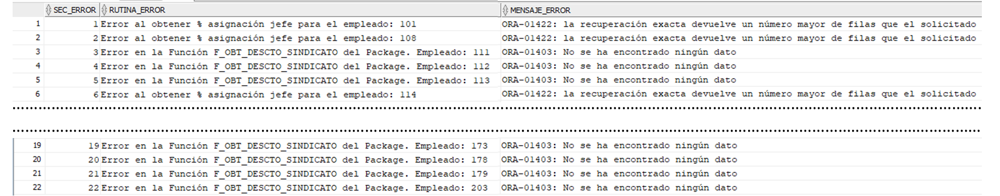 SEC_ERROR RUTINA_ERROR MENSAJE_ERROR
1 1 Error al obtener % asignación jefe para el empleado: 101 ORA-01422: la recuperación exacta devuelve un número mayor de filas que el solicitado
2 2 Error al obtener % asignación jefe para el empleado: 108 ORA-01422: la recuperación exacta devuelve un número mayor de filas que el solicitado
3 3 Error en la Función F_OBT_DESCTO_SINDICATO del Package. Empleado: 111 ORA-01403: No se ha encontrado ningún dato
4 4 Error en la Función F_OBT_DESCTO_SINDICATO del Package. Empleado: 112 ORA-01403: No se ha encontrado ningún dato
5 5 Error en la Función F_OBT_DESCTO_SINDICATO del Package. Empleado: 113 ORA-01403: No se ha encontrado ningún dato
6 6 Error al obtener % asignación jefe para el empleado: 114 ORA-01422: la recuperación exacta devuelve un número mayor de filas que el solicitado
19 19 Error en la Función F_OBT_DESCTO_SINDICATO del Package. Empleado: 173 ORA-01403: No se ha encontrado ningún dato
20 20 Error en la Función F_OBT_DESCTO_SINDICATO del Package. Empleado: 178 ORA-01403: No se ha encontrado ningún dato
21 21 Error en la Función F_OBT_DESCTO_SINDICATO del Package. Empleado: 179 ORA-01403: No se ha encontrado ningún dato
22 22 Error en la Función F_OBT_DESCTO_SINDICATO del Package. Empleado: 203 ORA-01403: No se ha encontrado ningún dato